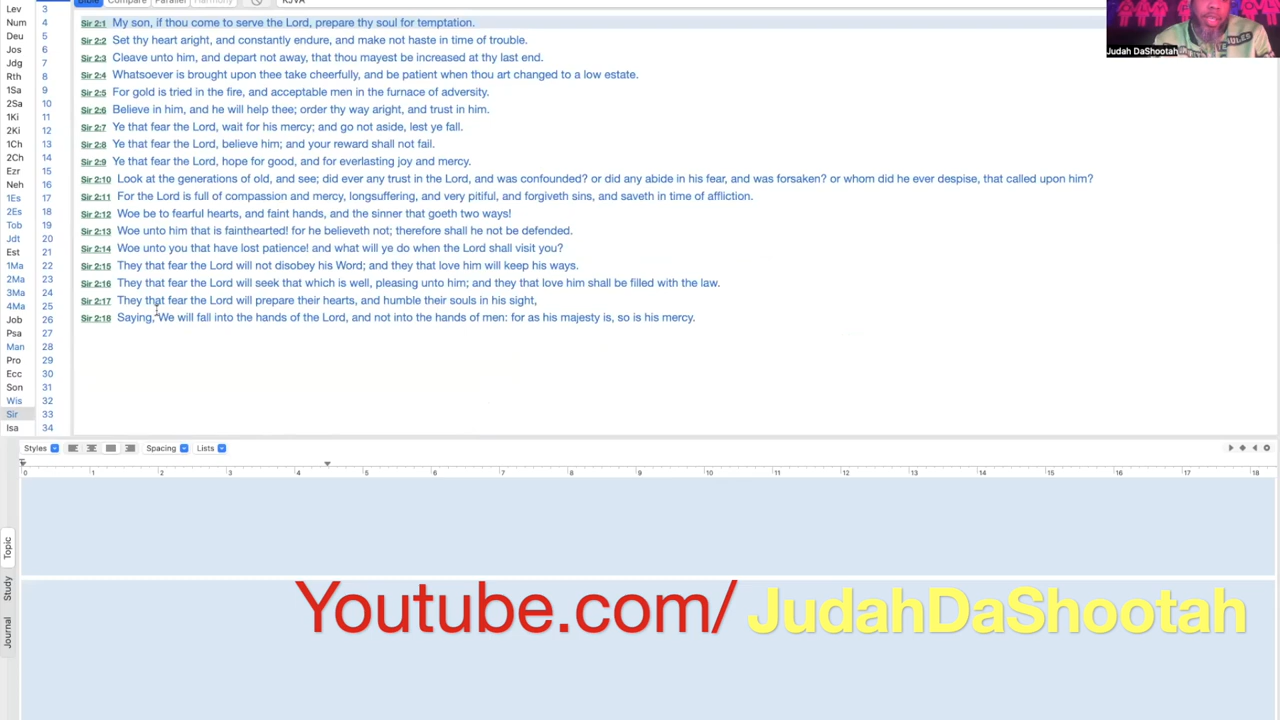 Bible Compare Parallel Harmony KJVA
Lev 3
Num 4
Deu 5
Jos 6
Jdg 7
Rth 8
1Sa 9
2Sa 10
1Ki 11
2Ki 12
1Ch 13
2Ch 14
Ezr 15
Neh 16
1Es 17
2Es 18
Tob 19
Jdt 20
Est 21
1Ma 22
2Ma 23
3Ma 24
4Ma 25
Job 26
Psa 27
Man 28
Pro 29
Ecc 30
Son 31
Wis 32
Sir 33
Isa 34
Sir 2:1 My son, if thou come to serve the Lord, prepare thy soul for temptation.
Sir 2:2 Set thy heart aright, and constantly endure, and make not haste in time of trouble.
Sir 2:3 Cleave unto him, and depart not away, that thou mayest be increased at thy last end.
Sir 2:4 Whatsoever is brought upon thee take cheerfully, and be patient when thou art changed to a low estate.
Sir 2:5 For gold is tried in the fire, and acceptable men in the furnace of adversity.
Sir 2:6 Believe in him, and he will help thee; order thy way aright, and trust in him.
Sir 2:7 Ye that fear the Lord, wait for his mercy; and go not aside, lest ye fall.
Sir 2:8 Ye that fear the Lord, believe him; and your reward shall not fail.
Sir 2:9 Ye that fear the Lord, hope for good, and for everlasting joy and mercy.
Sir 2:10 Look at the generations of old, and see; did ever any trust in the Lord, and was confounded? or did any abide in his fear, and was forsaken? or whom did he ever despise, that called upon him?
Sir 2:11 For the Lord is full of compassion and mercy, longsuffering, and very pitiful, and forgiveth sins, and saveth in time of affliction.
Sir 2:12 Woe be to fearful hearts, and faint hands, and the sinner that goeth two ways!
Sir 2:13 Woe unto him that is fainthearted! for he believeth not; therefore shall he not be defended.
Sir 2:14 Woe unto you that have lost patience! and what will ye do when the Lord shall visit you?
Sir 2:15 They that fear the Lord will not disobey his Word; and they that love him will keep his ways.
Sir 2:16 They that fear the Lord will seek that which is well, pleasing unto him; and they that love him shall be filled with the law.
Sir 2:17 They that fear the Lord will prepare their hearts, and humble their souls in his sight,
Sir 2:18 Saying, We will fall into the hands of the Lord, and not into the hands of men: for as his majesty is, so is his mercy.
Judah DaShootah
Styles Spacing Lists
0 1 2 3 4 5 6 7 8 9 10 11 12 13 14 15 16 17 18
Topic
Study
Journal
Youtube.com/JudahDaShootah